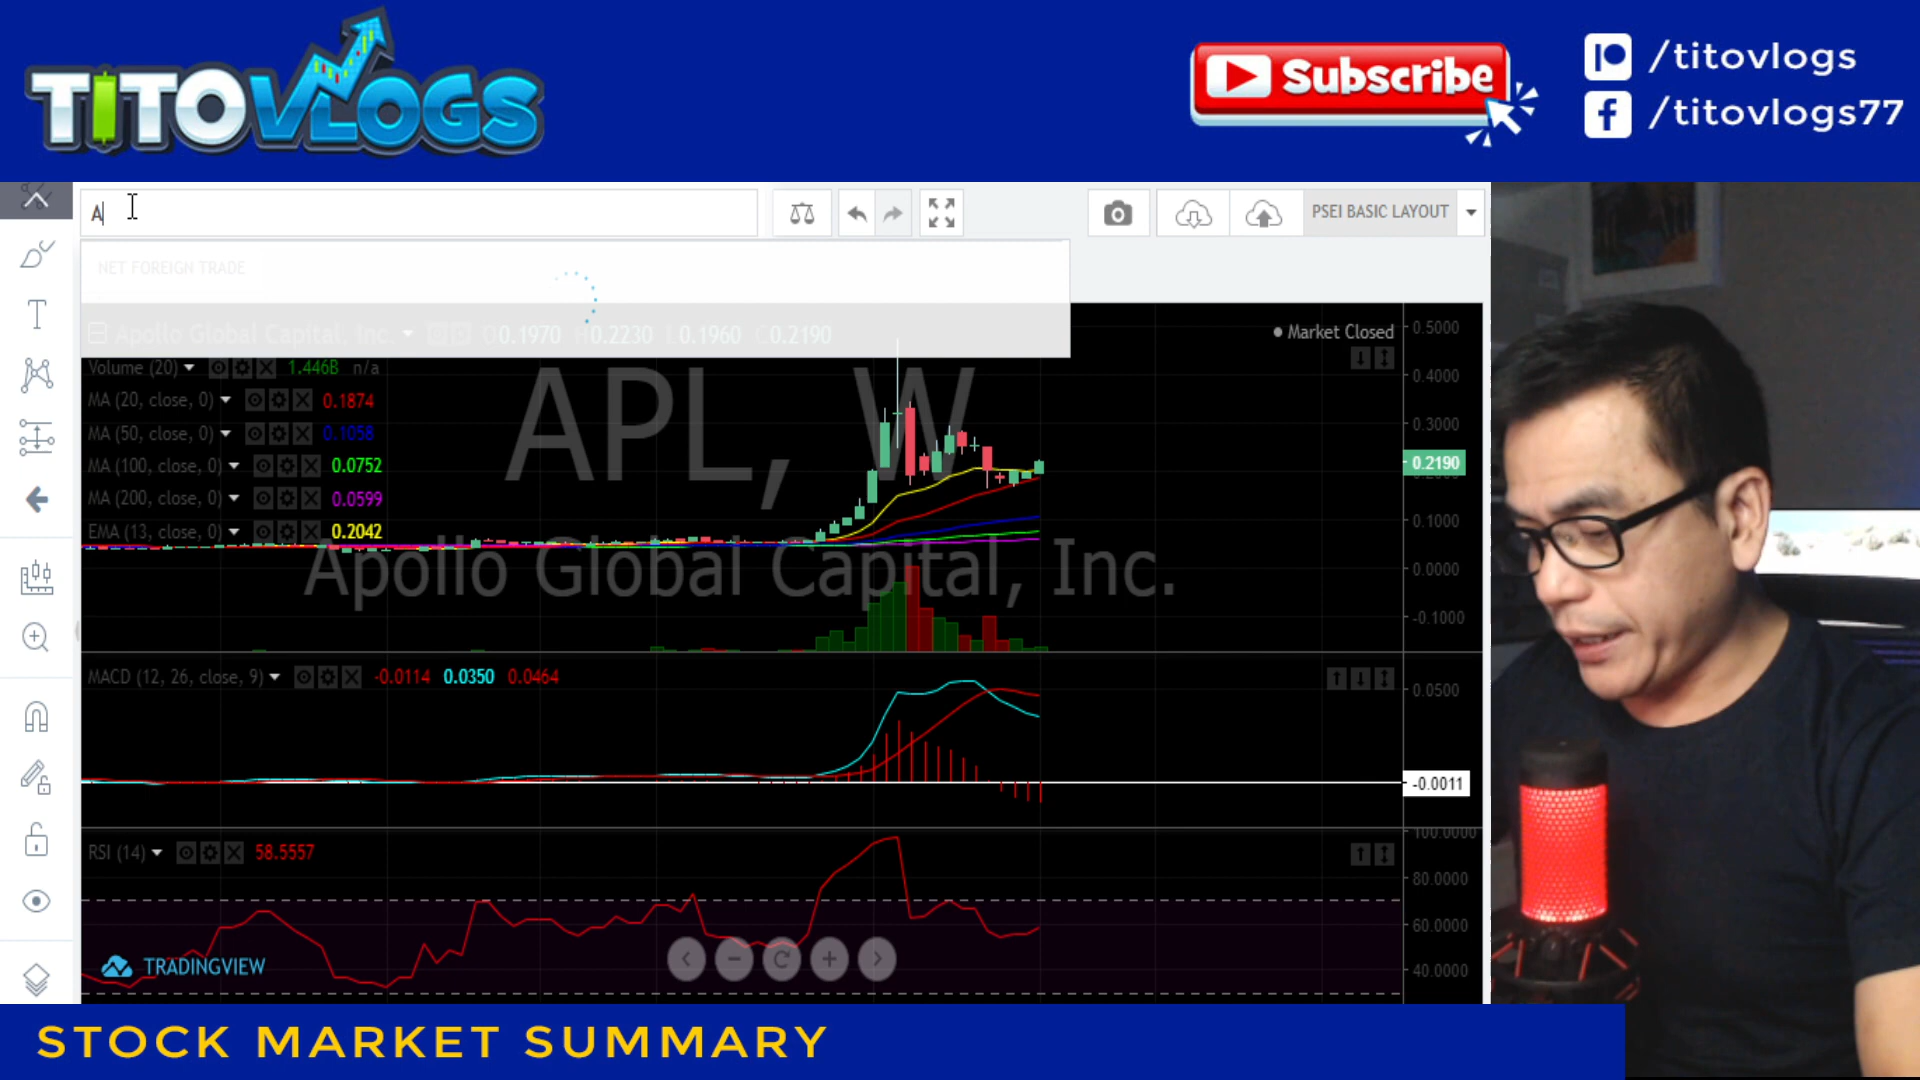 TITOVLOGS
Subscribe
/titovlogs
/titovlogs77
A
PSEI BASIC LAYOUT
NET FOREIGN TRADE
Apollo Global Capital, Inc. O0.1970 H0.2230 L0.1960 C0.2190
Market Closed
Volume (20) 1.446B n/a
MA (20, close, 0) 0.1874
MA (50, close, 0) 0.1058
MA (100, close, 0) 0.0752
MA (200, close, 0) 0.0599
EMA (13, close, 0) 0.2042
APL, W
Apollo Global Capital, Inc.
0.5000
0.4000
0.3000
0.2190
0.1000
0.0000
-0.1000
MACD (12, 26, close, 9) -0.0114 0.0350 0.0464
0.0500
-0.0011
RSI (14) 58.5557
100.0000
80.0000
60.0000
40.0000
TRADINGVIEW
STOCK MARKET SUMMARY